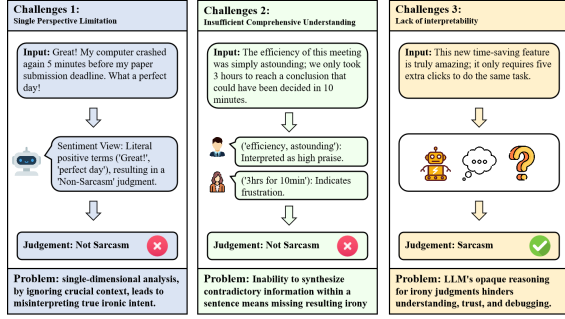 Challenges 1:
Single Perspective Limitation
Input: Great! My computer crashed
again 5 minutes before my paper
submission deadline. What a perfect
day!
Sentiment View: Literal
positive terms ('Great!',
'perfect day'), resulting in a
'Non-Sarcasm' judgment.
Judgement: Not Sarcasm
Problem: single-dimensional analysis,
by ignoring crucial context, leads to
misinterpreting true ironic intent.
Challenges 2:
Insufficient Comprehensive Understanding
Input: The efficiency of this meeting
was simply astounding; we only took
3 hours to reach a conclusion that
could have been decided in 10
minutes.
('efficiency, astounding'):
Interpreted as high praise.
('3hrs for 10min'): Indicates
frustration.
Judgement: Not Sarcasm
Problem: Inability to synthesize
contradictory information within a
sentence means missing resulting irony
Challenges 3:
Lack of interpretability
Input: This new time-saving feature
is truly amazing; it only requires five
extra clicks to do the same task.
Judgement: Sarcasm
Problem: LLM's opaque reasoning
for irony judgments hinders
understanding, trust, and debugging.